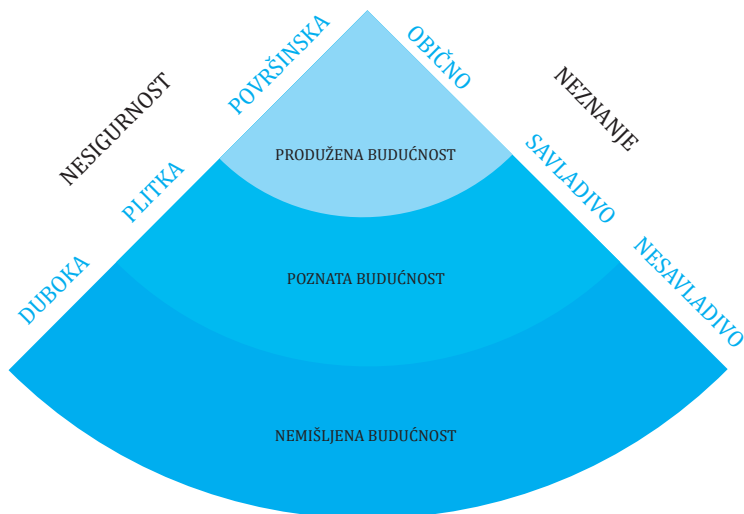 NESIGURNOST
POVRŠINSKA
PLITKA
DUBOKA
OBIČNO
SAVLADIVO
NESAVLADIVO
NEZNANJE
PRODUŽENA BUDUĆNOST
POZNATA BUDUĆNOST
NEMIŠLJENA BUDUĆNOST